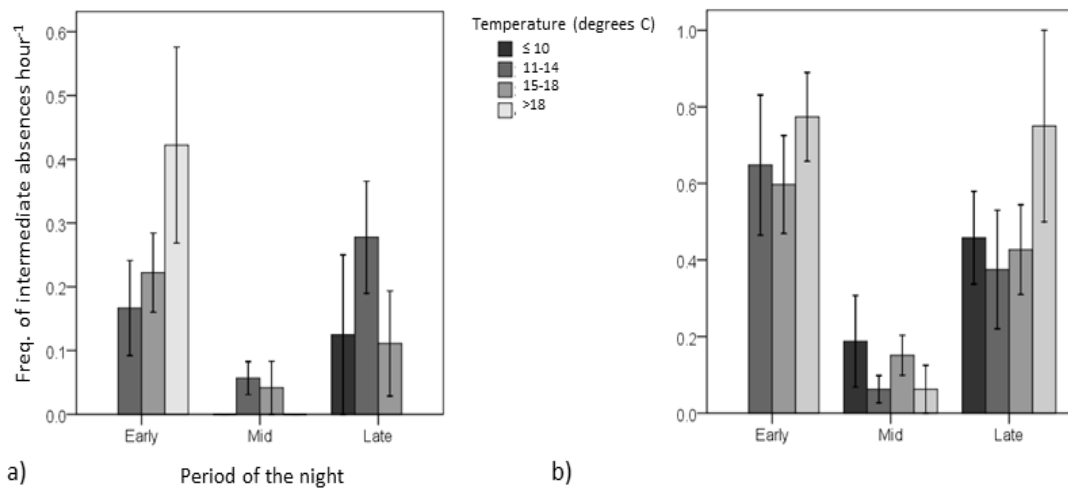 Freq. of intermediate absences hour⁻¹
0.6
0.5
0.4
0.3
0.2
0.1
0.0
Early Mid Late
a) Period of the night
Temperature (degrees C)
≤ 10
11-14
15-18
>18
1.0
0.8
0.6
0.4
0.2
0.0
Early Mid Late
b)